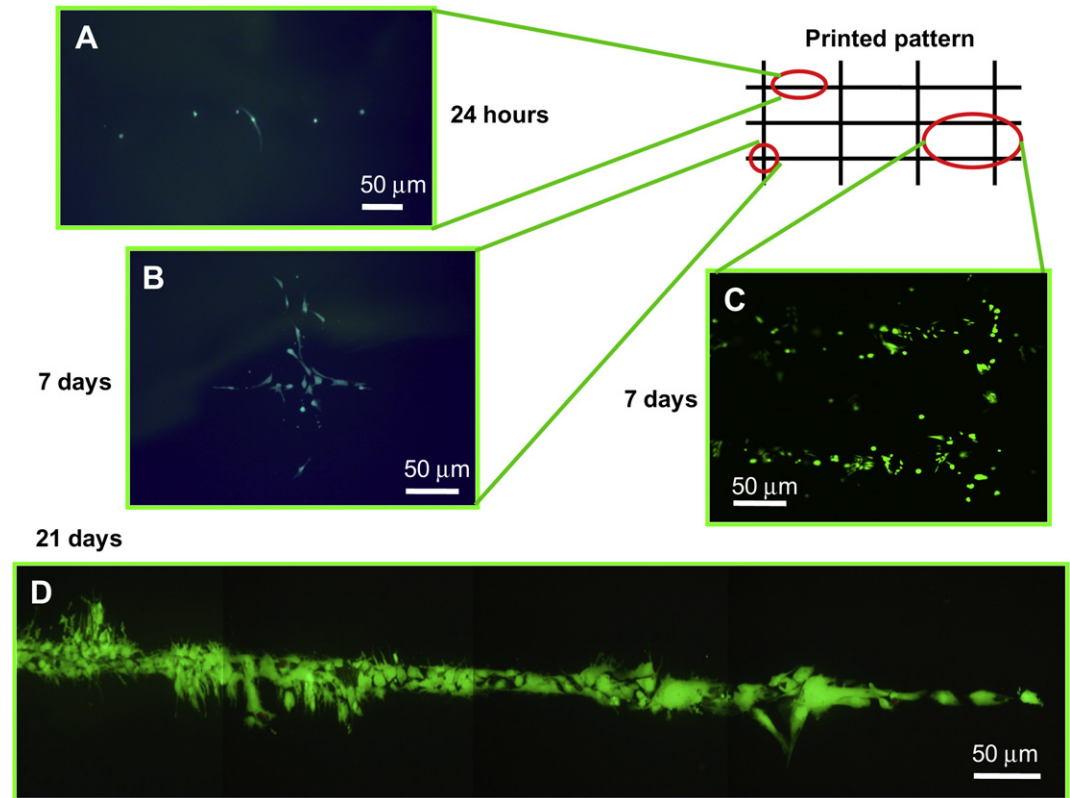 A
Printed pattern
24 hours
50 μm
B
7 days
50 μm
C
7 days
50 μm
21 days
D
50 μm